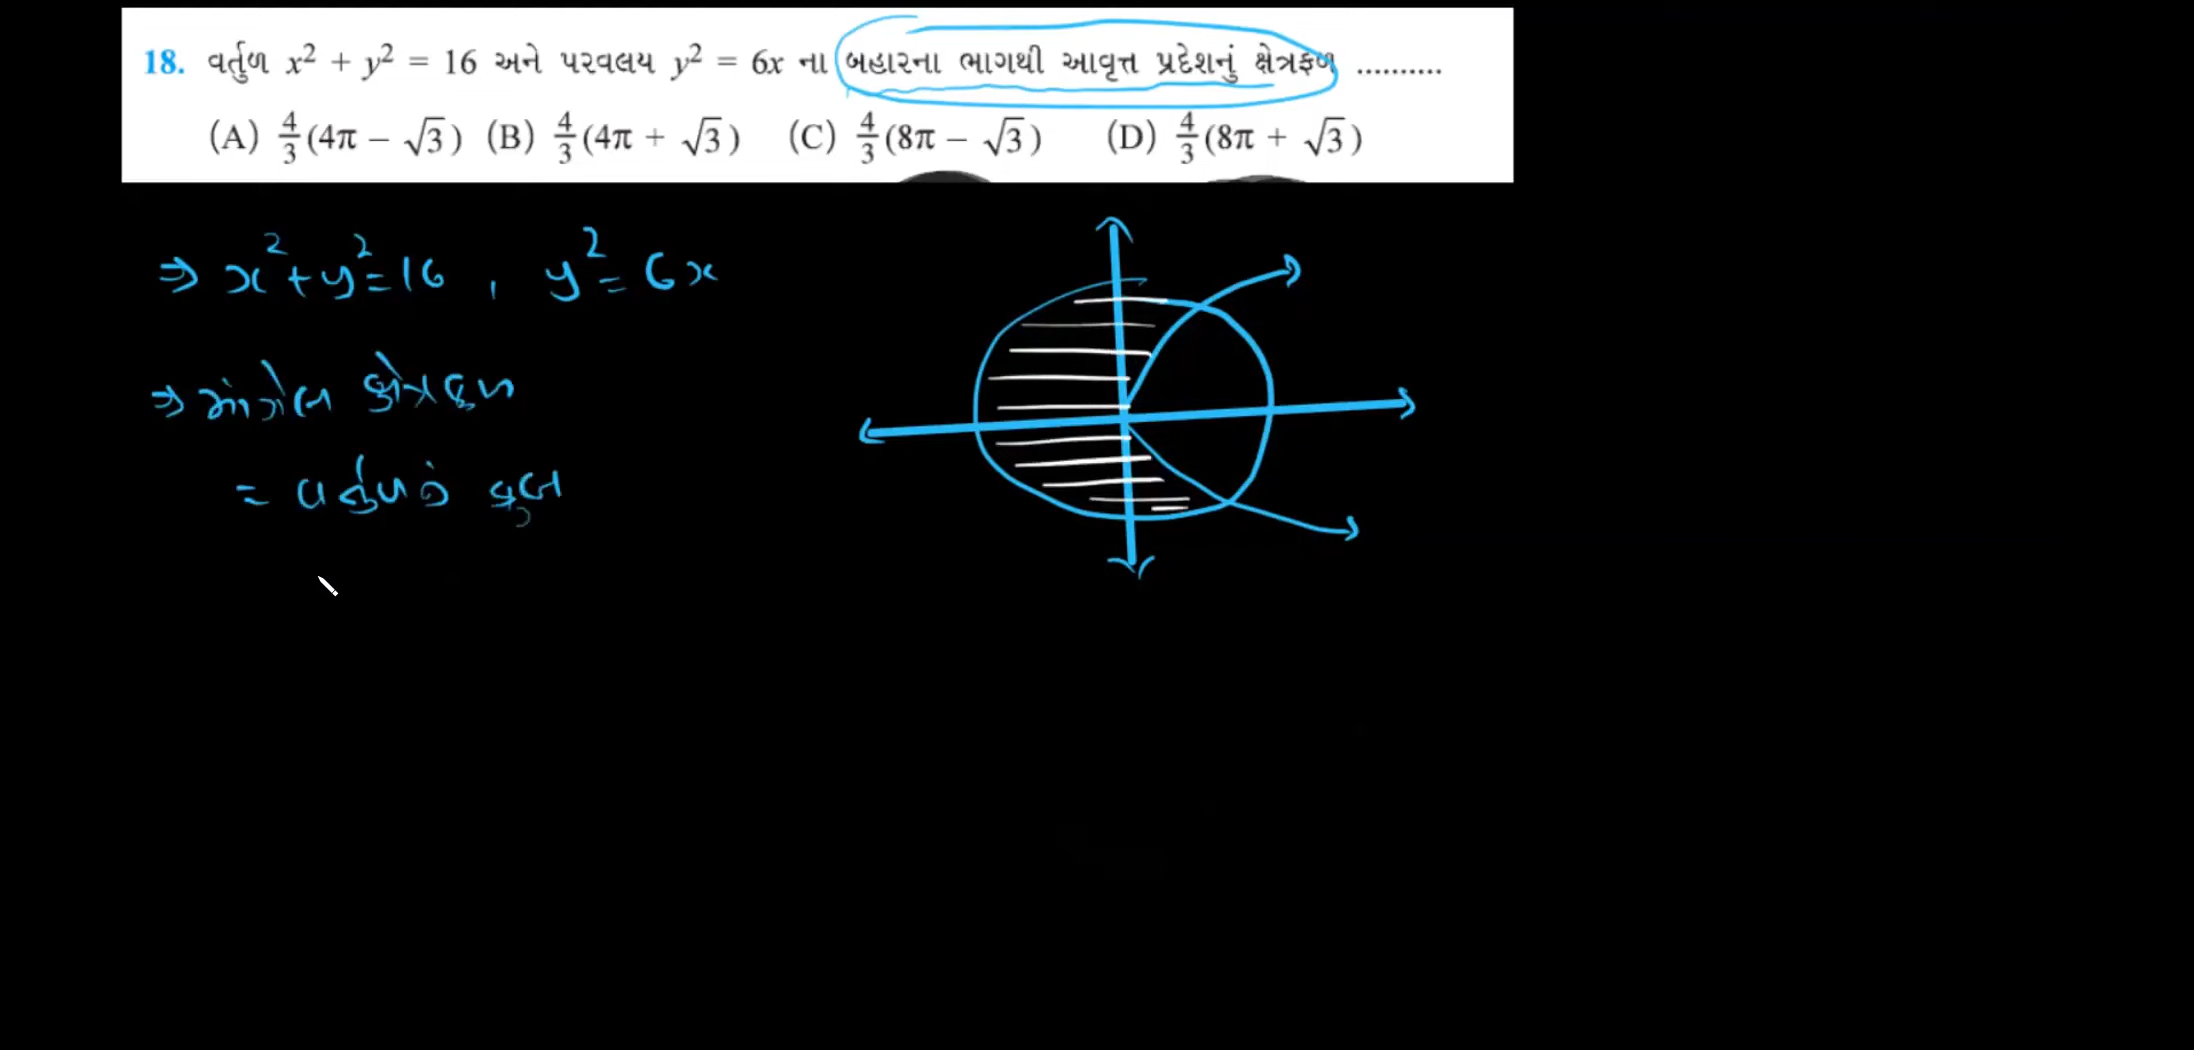 18. વર્તુળ x² + y² = 16 અને પરવલય y² = 6x ના બહારના ભાગથી આવૃત્ત પ્રદેશનું ક્ષેત્રફળ ..........
(A) 4/3(4π – √3) (B) 4/3(4π + √3) (C) 4/3(8π – √3) (D) 4/3(8π + √3)
⇒ x² + y² = 16 , y² = 6x
⇒ માંગેલ ક્ષેત્રફળ
= વર્તુળનું